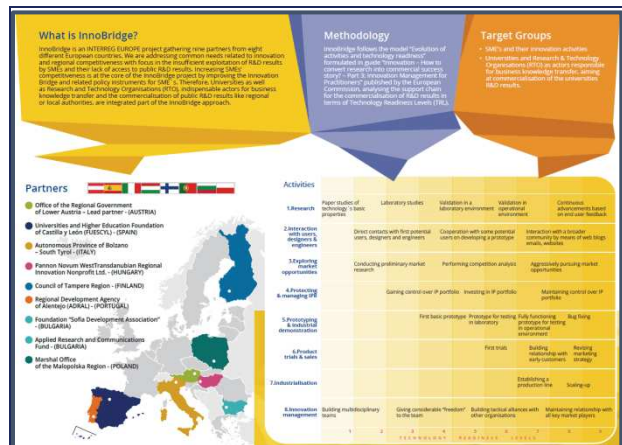 What is InnoBridge?
InnoBridge is an INTERREG EUROPE project gathering nine partners from eight
different European countries. We are addressing common needs related to innovation
and regional competitiveness with focus in the insufficient exploitation of R&D results
by SMEs and their lack of access to public R&D results. Increasing SMEs'
competitiveness is at the core of the Innobridge project by improving the Innovation
Bridge and related policy instruments for SME´s. Therefore, Universities as well
as Research and Technology Organisations (RTO), indispensable actors for business
knowledge transfer and the commercialisation of public R&D results like regional
or local authorities, are integrated part of the InnoBridge approach.
Methodology
InnoBridge follows the model "Evolution of
activities and technology readiness"
formulated in guide "Innovation – How to
convert research into commercial success
story? – Part 3: Innovation Management for
Practitioners" published by the European
Commission, analysing the support chain
for the commercialisation of R&D results in
terms of Technology Readiness Levels (TRL).
Target Groups
SME's and their innovation activities
Universities and Research & Technology
Organisations (RTO) in actors responsible
for business knowledge transfer, aiming
at commercialisation of the universities
R&D results.
Partners
Office of the Regional Government
of Lower Austria – Lead partner - (AUSTRIA)
Universities and Higher Education Foundation
of Castilla y León (FUESCYL) - (SPAIN)
Autonomous Province of Bolzano
– South Tyrol - (ITALY)
Pannon Novum WestTransdanubian Regional
Innovation Nonprofit Ltd. - (HUNGARY)
Council of Tampere Region - (FINLAND)
Regional Development Agency
of Alentejo (ADRAL) - (PORTUGAL)
Foundation "Sofia Development Association"
- (BULGARIA)
Applied Research and Communications
Fund - (BULGARIA)
Marshal Office
of the Malopolska Region - (POLAND)
Activities
1.Research
Paper studies of
technology´s basic
properties
Laboratory studies
Validation in a
laboratory environment
Validation in
operational
environment
Continuous
advancements based
on end user feedback
2.Interaction
with users,
designers &
engineers
Direct contacts with first potential
users, designers and engineers
Cooperation with some potential
users on developing a prototype
Interaction with a broader
community by means of web blogs
emails, websites
3.Exploring
market
opportunities
Conducting preliminary market
research
Performing competition analysis
Aggressively pursuing market
opportunities
4.Protecting
& managing IPR
Gaining control over IP portfolio
Investing in IP portfolio
Maintaining control over IP
portfolio
5.Prototyping
& industrial
demonstration
First basic prototype
Prototype for testing
in laboratory
Fully functioning
prototype for testing
in operational
environment
Bug fixing
6.Product
trials & sales
First trials
Building
relationship with
early customers
Revising
marketing
strategy
7.Industrialisation
Establishing a
production line
Scaling-up
8.Innovation
management
Building multidisciplinary
teams
Giving considerable "freedom"
to the team
Building tactical alliances with
other organisations
Maintaining relationship with
all key market players
1 2 3 4 5 6 7 8 9
TECHNOLOGY READINESS LEVELS